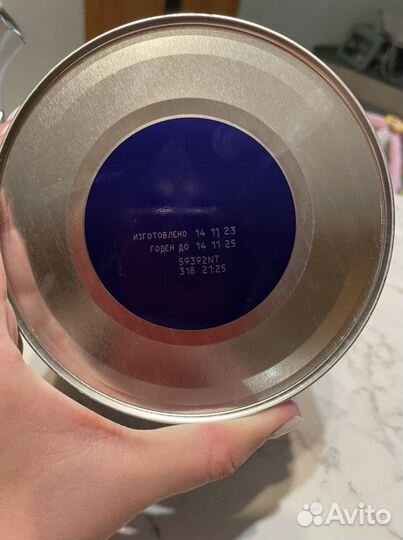 ИЗГОТОВЛЕНО 14 11 23
ГОДЕН ДО 14 11 25
59392NT
318 21:25
Avito